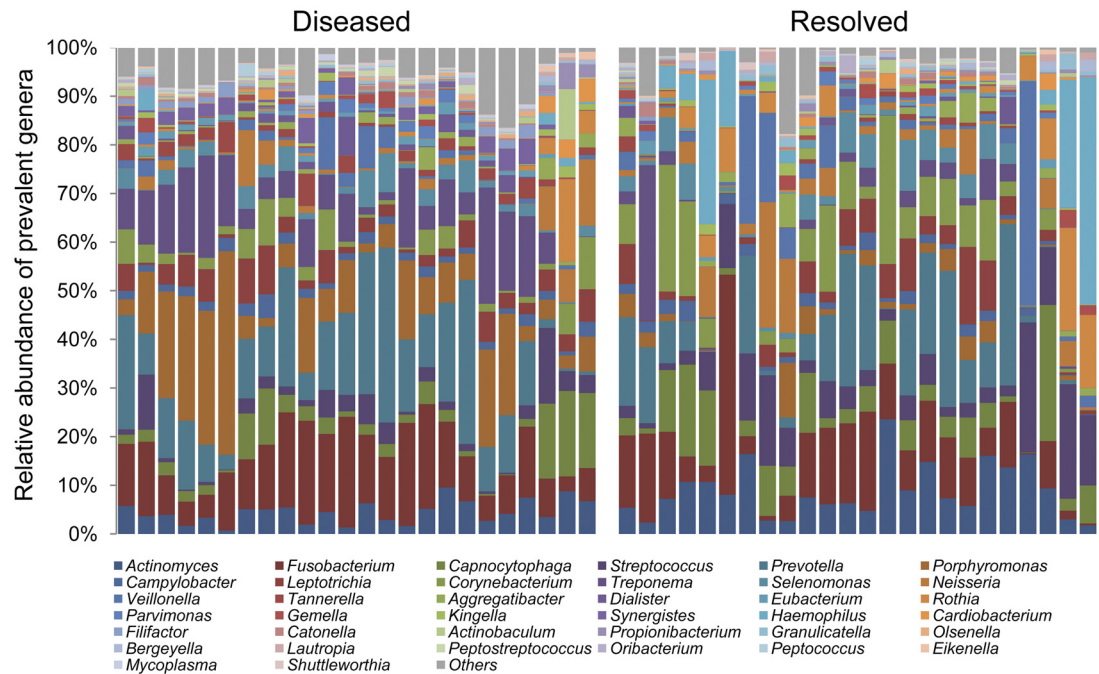 Diseased Resolved
100%
90%
80%
70%
60%
50%
40%
30%
20%
10%
0%
Relative abundance of prevalent genera
Actinomyces Fusobacterium Capnocytophaga Streptococcus Prevotella Porphyromonas
Campylobacter Leptotrichia Corynebacterium Treponema Selenomonas Neisseria
Veillonella Tannerella Aggregatibacter Dialister Eubacterium Rothia
Parvimonas Gemella Kingella Synergistes Haemophilus Cardiobacterium
Filifactor Catonella Actinobaculum Propionibacterium Granulicatella Olsenella
Bergeyella Lautropia Peptostreptococcus Oribacterium Peptococcus Eikenella
Mycoplasma Shuttleworthia Others